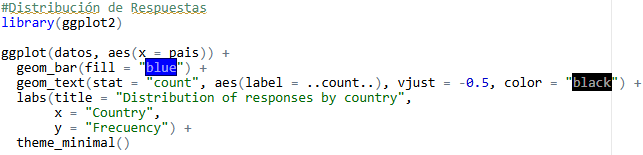 #Distribución de Respuestas
library(ggplot2)
ggplot(datos, aes(x = pais)) +
geom_bar(fill = "blue") +
geom_text(stat = "count", aes(label = ..count..), vjust = -0.5, color = "black") +
labs(title = "Distribution of responses by country",
x = "Country",
y = "Frecuency") +
theme_minimal()